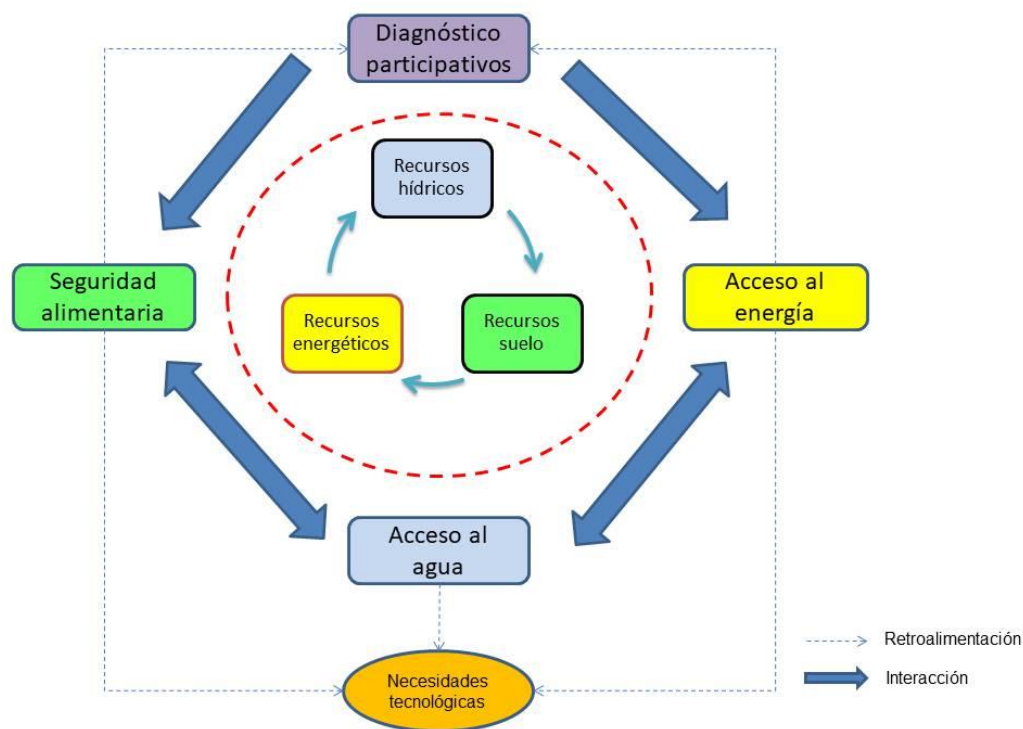 Diagnóstico
participativos
Recursos
hídricos
Seguridad
alimentaria
Acceso al
energía
Recursos
energéticos
Recursos
suelo
Acceso al
agua
Retroalimentación
Necesidades
tecnológicas
Interacción